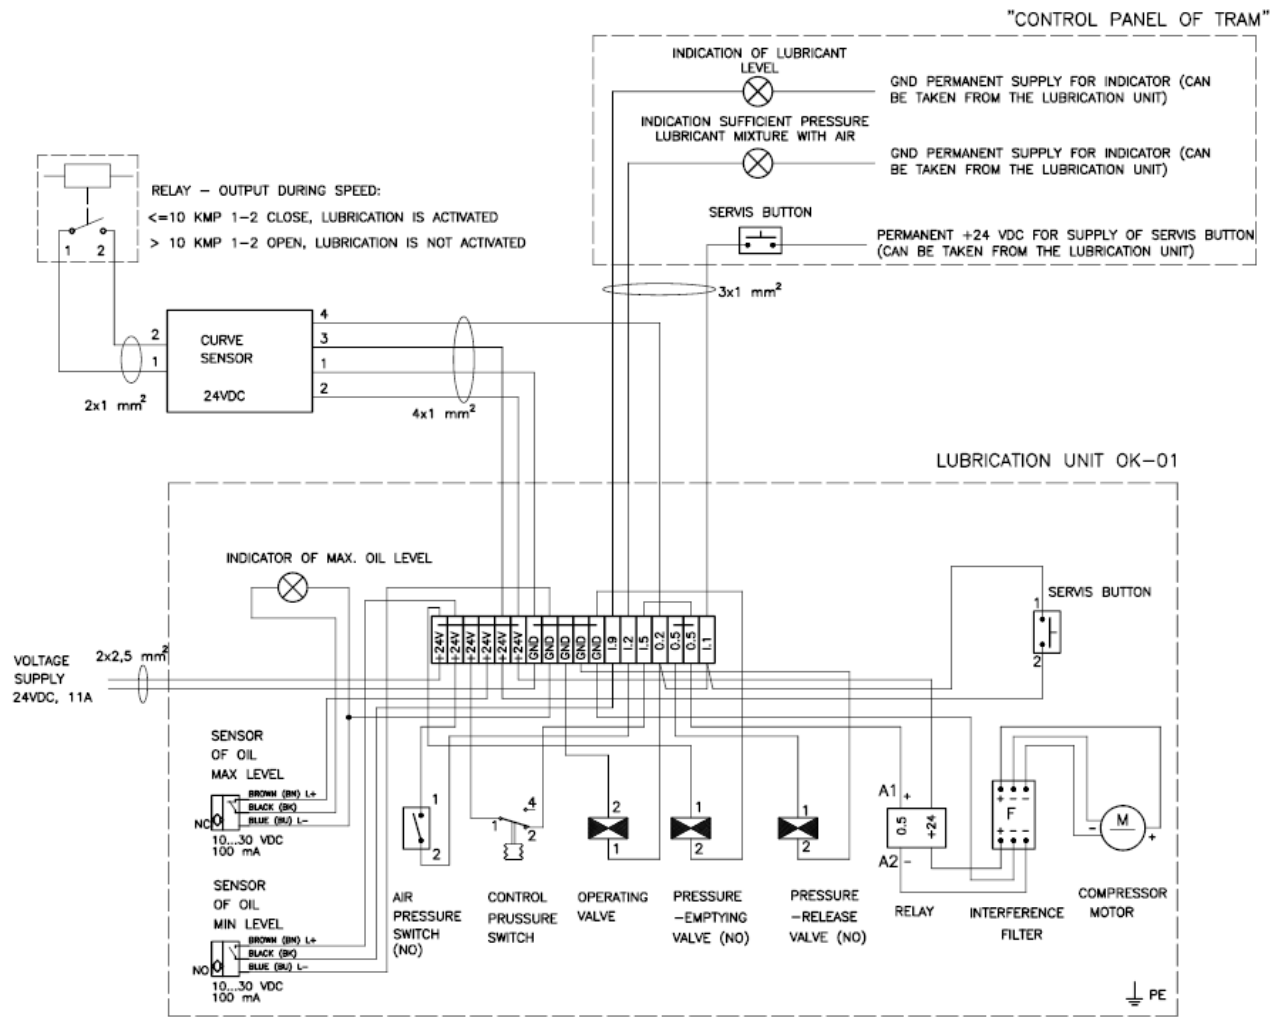 "CONTROL PANEL OF TRAM"
INDICATION OF LUBRICANT
LEVEL
GND PERMANENT SUPPLY FOR INDICATOR (CAN
BE TAKEN FROM THE LUBRICATION UNIT)
INDICATION SUFFICIENT PRESSURE
LUBRICANT MIXTURE WITH AIR
GND PERMANENT SUPPLY FOR INDICATOR (CAN
BE TAKEN FROM THE LUBRICATION UNIT)
SERVIS BUTTON
PERMANENT +24 VDC FOR SUPPLY OF SERVIS BUTTON
(CAN BE TAKEN FROM THE LUBRICATION UNIT)
3x1 mm²
RELAY – OUTPUT DURING SPEED:
<=10 KMP 1–2 CLOSE, LUBRICATION IS ACTIVATED
> 10 KMP 1–2 OPEN, LUBRICATION IS NOT ACTIVATED
1 2
2
1
CURVE
SENSOR
24VDC
4
3
1
2
2x1 mm²
4x1 mm²
LUBRICATION UNIT OK–01
INDICATOR OF MAX. OIL LEVEL
+24V
+24V
+24V
+24V
+24V
+24V
GND
GND
GND
GND
GND
I.9
I.2
I.5
0.2
0.5
0.5
I.1
1
SERVIS BUTTON
2
VOLTAGE
SUPPLY
24VDC, 11A
2x2,5 mm²
SENSOR
OF OIL
MAX LEVEL
BROWN (BN) L+
BLACK (BK)
BLUE (BU) L–
NC
10...30 VDC
100 mA
SENSOR
OF OIL
MIN LEVEL
BROWN (BN) L+
BLACK (BK)
BLUE (BU) L–
NO
10...30 VDC
100 mA
1
2
AIR
PRESSURE
SWITCH
(NO)
4
1
2
CONTROL
PRUSSURE
SWITCH
2
1
OPERATING
VALVE
1
2
PRESSURE
–EMPTYING
VALVE (NO)
1
2
PRESSURE
–RELEASE
VALVE (NO)
A1 +
0.5
+24
A2 –
RELAY
+ – –
F
+ – –
INTERFERENCE
FILTER
M
– +
COMPRESSOR
MOTOR
PE